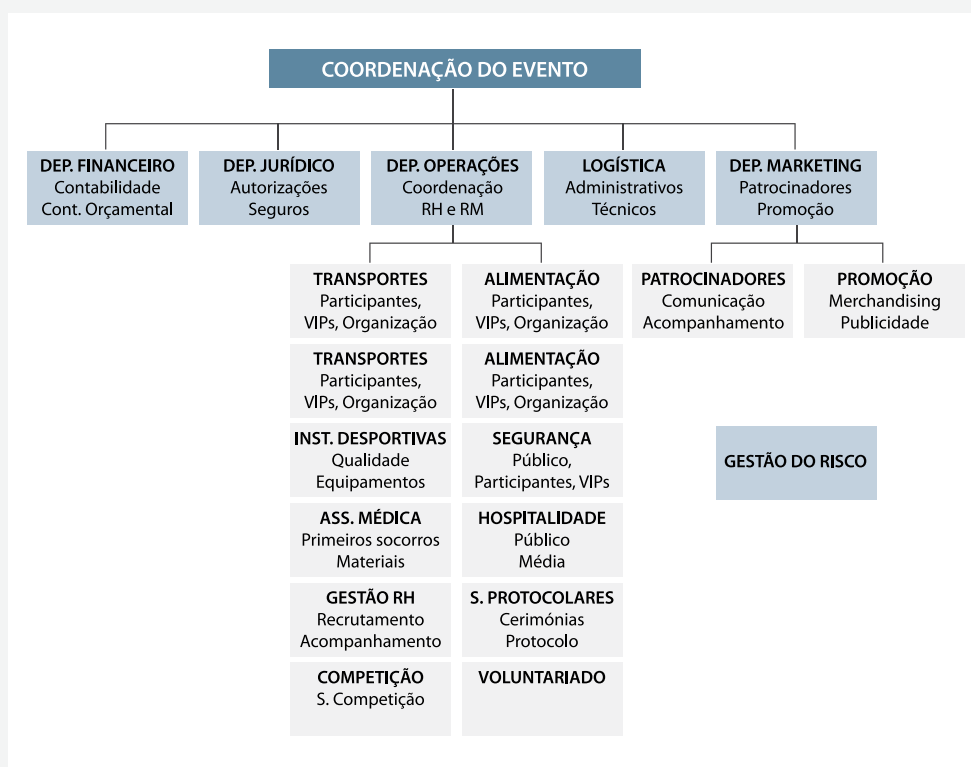 COORDENAÇÃO DO EVENTO
DEP. FINANCEIRO
Contabilidade
Cont. Orçamental
DEP. JURÍDICO
Autorizações
Seguros
DEP. OPERAÇÕES
Coordenação
RH e RM
LOGÍSTICA
Administrativos
Técnicos
DEP. MARKETING
Patrocinadores
Promoção
TRANSPORTES
Participantes,
VIPs, Organização
ALIMENTAÇÃO
Participantes,
VIPs, Organização
PATROCINADORES
Comunicação
Acompanhamento
PROMOÇÃO
Merchandising
Publicidade
TRANSPORTES
Participantes,
VIPs, Organização
ALIMENTAÇÃO
Participantes,
VIPs, Organização
INST. DESPORTIVAS
Qualidade
Equipamentos
SEGURANÇA
Público,
Participantes, VIPs
GESTÃO DO RISCO
ASS. MÉDICA
Primeiros socorros
Materiais
HOSPITALIDADE
Público
Média
GESTÃO RH
Recrutamento
Acompanhamento
S. PROTOCOLARES
Cerimónias
Protocolo
COMPETIÇÃO
S. Competição
VOLUNTARIADO